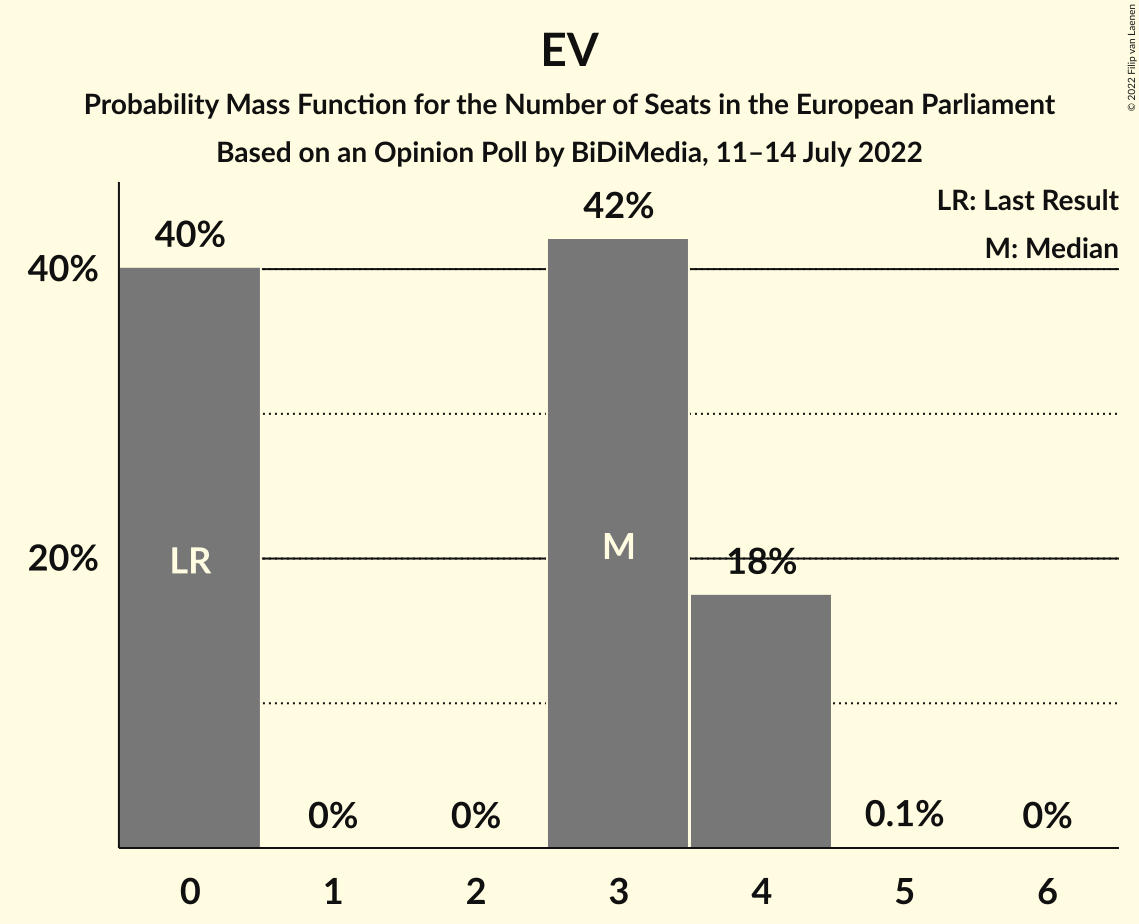 EV
Probability Mass Function for the Number of Seats in the European Parliament
Based on an Opinion Poll by BiDiMedia, 11–14 July 2022
© 2022 Filip van Laenen
LR: Last Result
M: Median
40%
42%
40%
LR
M
20%
18%
0%
0%
0.1%
0%
0 1 2 3 4 5 6